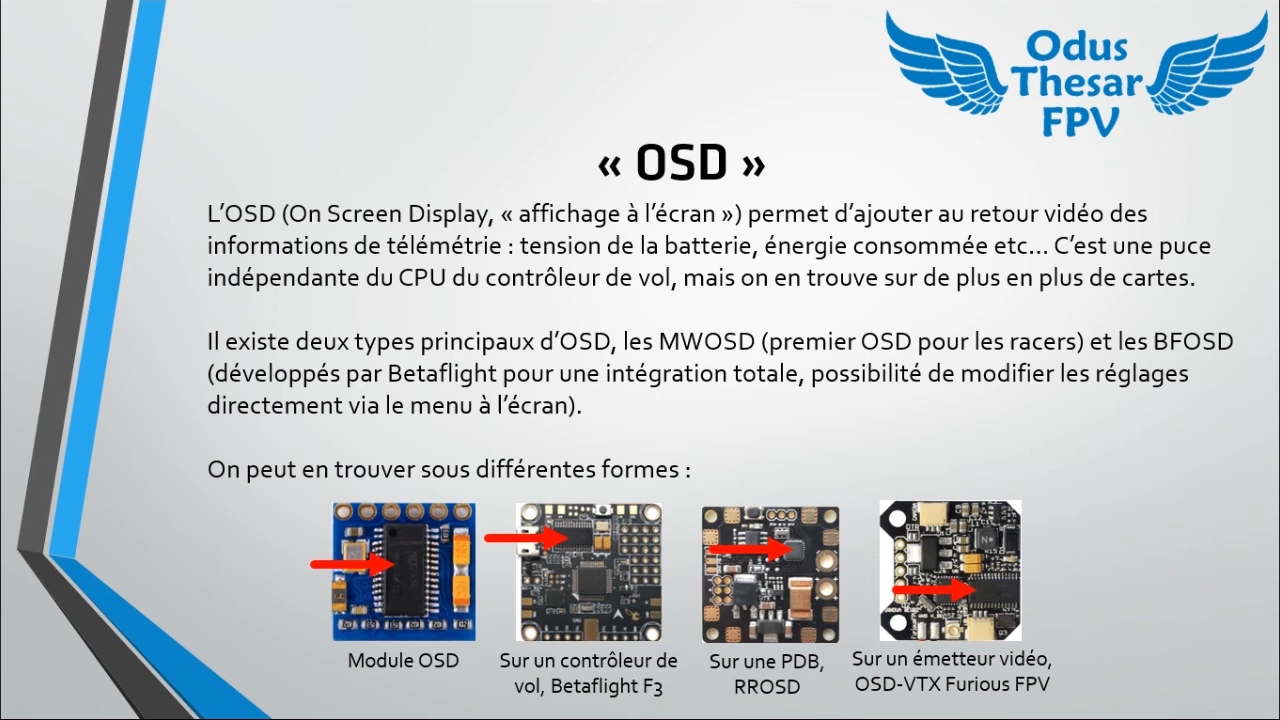 Odus
Thesar
FPV
« OSD »
L’OSD (On Screen Display, « affichage à l’écran ») permet d’ajouter au retour vidéo des
informations de télémétrie : tension de la batterie, énergie consommée etc… C’est une puce
indépendante du CPU du contrôleur de vol, mais on en trouve sur de plus en plus de cartes.
Il existe deux types principaux d’OSD, les MWOSD (premier OSD pour les racers) et les BFOSD
(développés par Betaflight pour une intégration totale, possibilité de modifier les réglages
directement via le menu à l’écran).
On peut en trouver sous différentes formes :
Module OSD
Sur un contrôleur de
vol, Betaflight F3
Sur une PDB,
RROSD
Sur un émetteur vidéo,
OSD-VTX Furious FPV